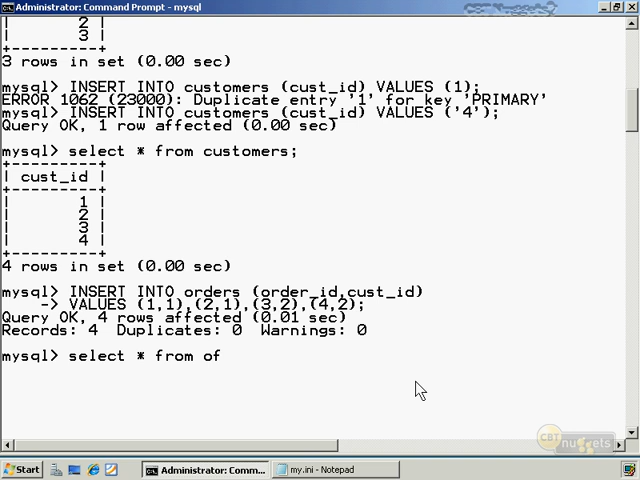 Administrator: Command Prompt - mysql
| 2 |
| 3 |
+---------+
3 rows in set (0.00 sec)
mysql> INSERT INTO customers (cust_id) VALUES (1);
ERROR 1062 (23000): Duplicate entry '1' for key 'PRIMARY'
mysql> INSERT INTO customers (cust_id) VALUES ('4');
Query OK, 1 row affected (0.00 sec)
mysql> select * from customers;
+---------+
| cust_id |
+---------+
| 1 |
| 2 |
| 3 |
| 4 |
+---------+
4 rows in set (0.00 sec)
mysql> INSERT INTO orders (order_id,cust_id)
-> VALUES (1,1),(2,1),(3,2),(4,2);
Query OK, 4 rows affected (0.01 sec)
Records: 4 Duplicates: 0 Warnings: 0
mysql> select * from of
CBT nuggets
Start
Administrator: Comm...
my.ini - Notepad